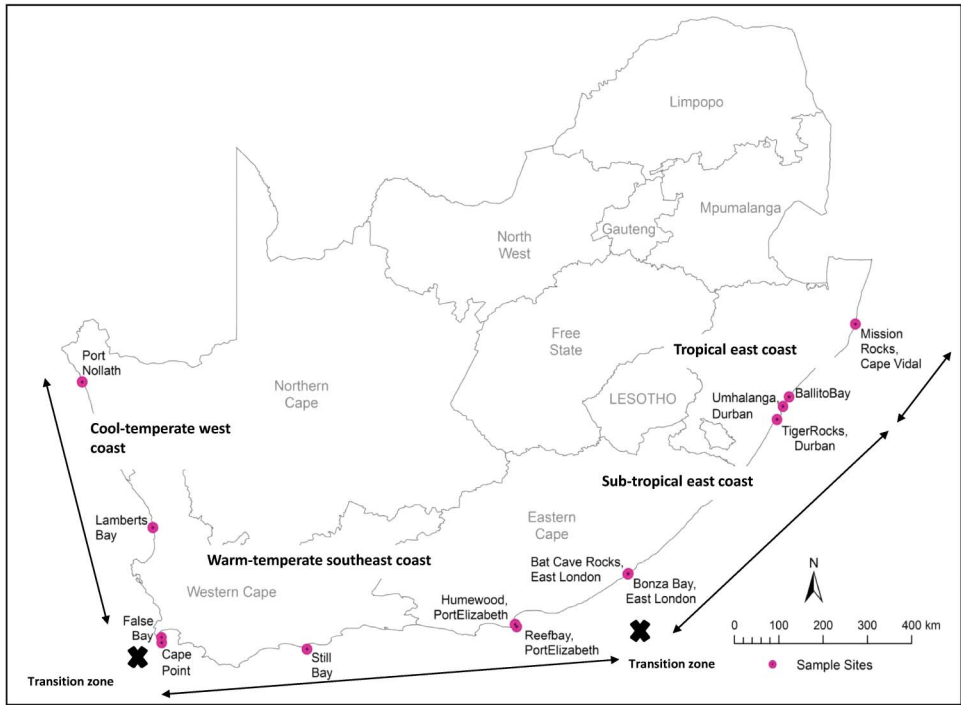 Limpopo
Mpumalanga
Gauteng
North
West
Free
State
Tropical east coast
Mission
Rocks,
Cape Vidal
Port
Nollath
Northern
Cape
LESOTHO
Umhalanga,
Durban
BallitoBay
TigerRocks,
Durban
Cool-temperate west
coast
Sub-tropical east coast
Lamberts
Bay
Eastern
Cape
Warm-temperate southeast coast
Bat Cave Rocks,
East London
Bonza Bay,
East London
Western Cape
Humewood,
PortElizabeth
Reefbay,
PortElizabeth
False
Bay
Cape
Point
Still
Bay
Transition zone
Transition zone
N
0 100 200 300 400 km
Sample Sites